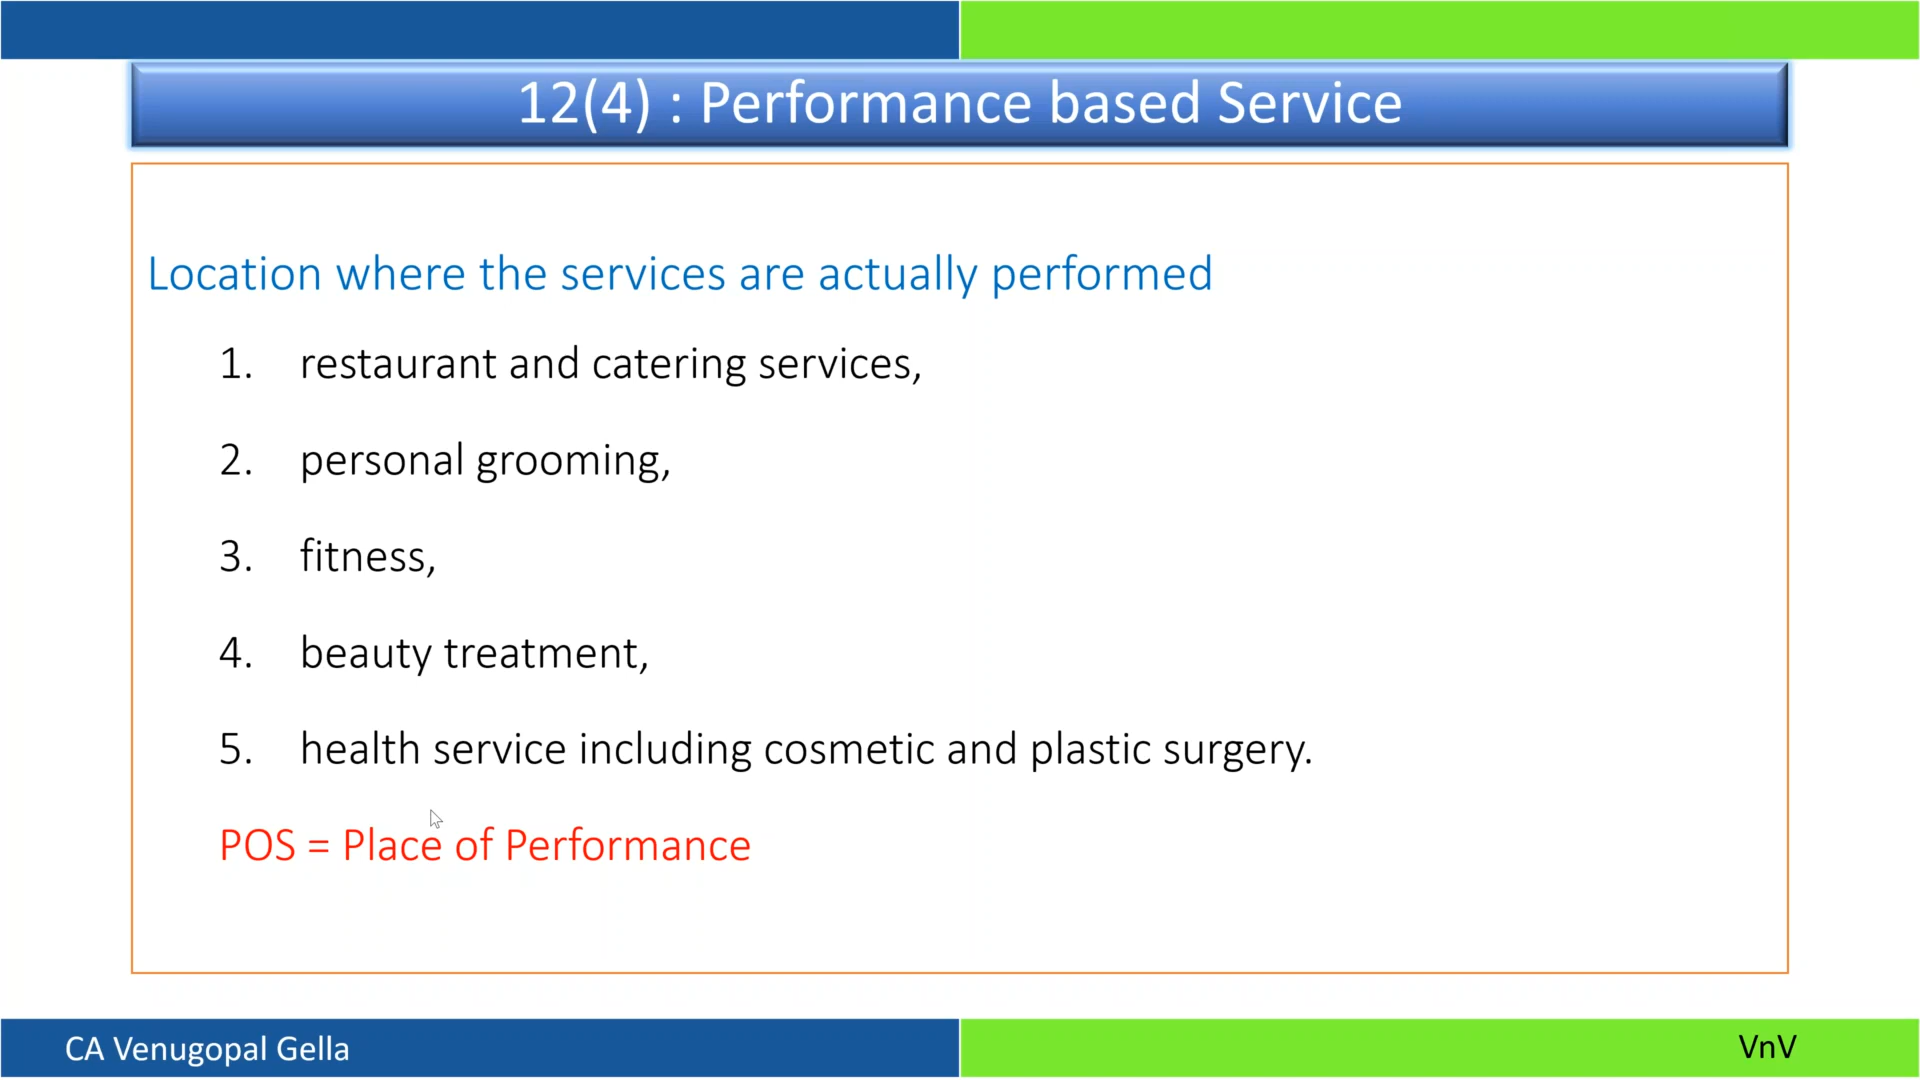 12(4) : Performance based Service
Location where the services are actually performed
1. restaurant and catering services,
2. personal grooming,
3. fitness,
4. beauty treatment,
5. health service including cosmetic and plastic surgery.
POS = Place of Performance
CA Venugopal Gella
VnV